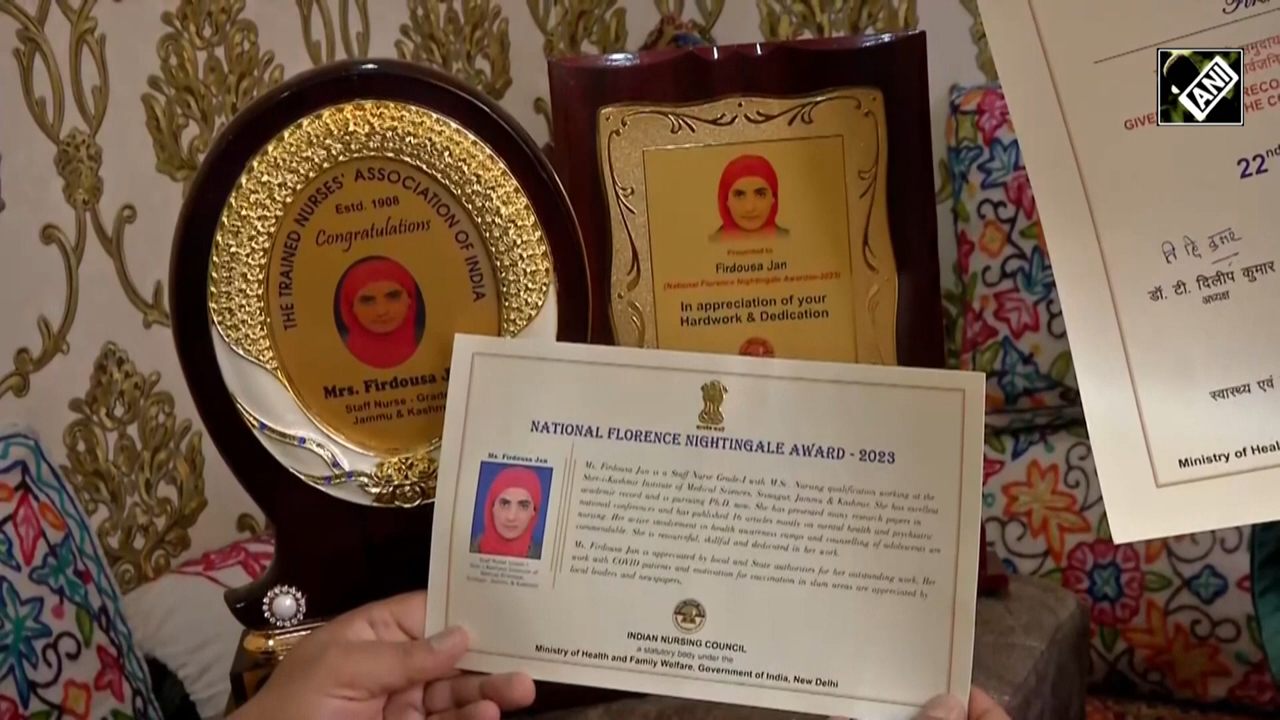 THE TRAINED NURSES' ASSOCIATION OF INDIA
Estd. 1908
Congratulations
Mrs. Firdousa J
Staff Nurse - Grade
Jammu & Kashm
Presented to
Firdousa Jan
(National Florence Nightingale Awardee-2023)
In appreciation of your
Hardwork & Dedication
NATIONAL FLORENCE NIGHTINGALE AWARD - 2023
Ms. Firdousa Jan
Ms. Firdousa Jan is a Staff Nurse Grade-I with M.Sc. Nursing qualification working at the
Sher-i-Kashmir Institute of Medical Sciences, Srinagar, Jammu & Kashmir. She has excellent
academic record and is pursuing Ph.D. now. She has presented many research papers in
national conferences and has published 16 articles mostly on mental health and psychiatric
nursing. Her active involvement in health awareness camps and counselling of adolescents are
commendable. She is resourceful, skillful and dedicated in her work.
Ms. Firdousa Jan is appreciated by local and State authorities for her outstanding work. Her
work with COVID patients and motivation for vaccination in slum areas are appreciated by
local leaders and newspapers.
INDIAN NURSING COUNCIL
a statutory body under the
Ministry of Health and Family Welfare, Government of India, New Delhi
समुदाय
RECO
GIVE
HE C
22nd
डॉ. टी. दिलीप कुमार
अध्यक्ष
स्वास्थ्य एवं
Ministry of Heal
ANI